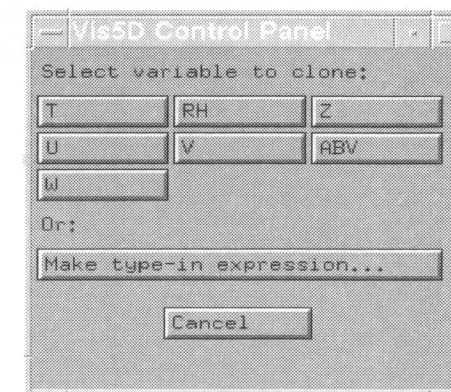 Vis5D Control Panel
Select variable to clone:
T RH Z
U V ABV
W
Or:
Make type-in expression...
Cancel